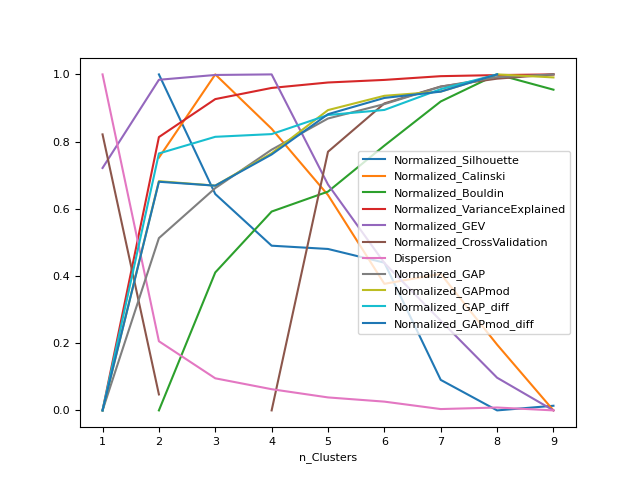 1.0
0.8
0.6
0.4
0.2
0.0
Normalized_Silhouette
Normalized_Calinski
Normalized_Bouldin
Normalized_VarianceExplained
Normalized_GEV
Normalized_CrossValidation
Dispersion
Normalized_GAP
Normalized_GAPmod
Normalized_GAP_diff
Normalized_GAPmod_diff
1 2 3 4 5 6 7 8 9
n_Clusters